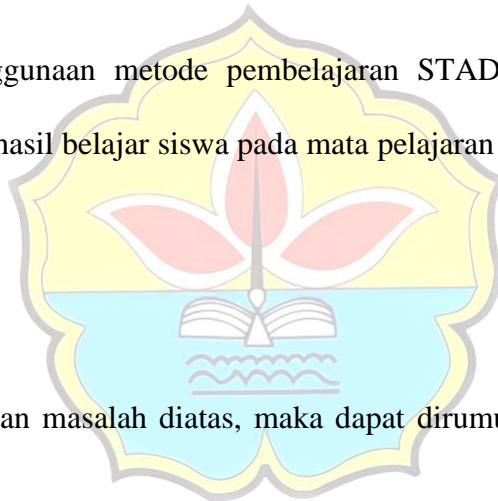 ggunaan metode pembelajaran STAD
hasil belajar siswa pada mata pelajaran
an masalah diatas, maka dapat dirumu